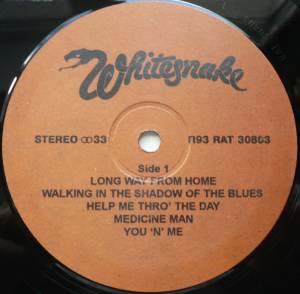 Whitesnake
STEREO ○○ 33
П93 RAT 30803
Side 1
LONG WAY FROM HOME
WALKING IN THE SHADOW OF THE BLUES
HELP ME THRO' THE DAY
MEDICINE MAN
YOU 'N' ME